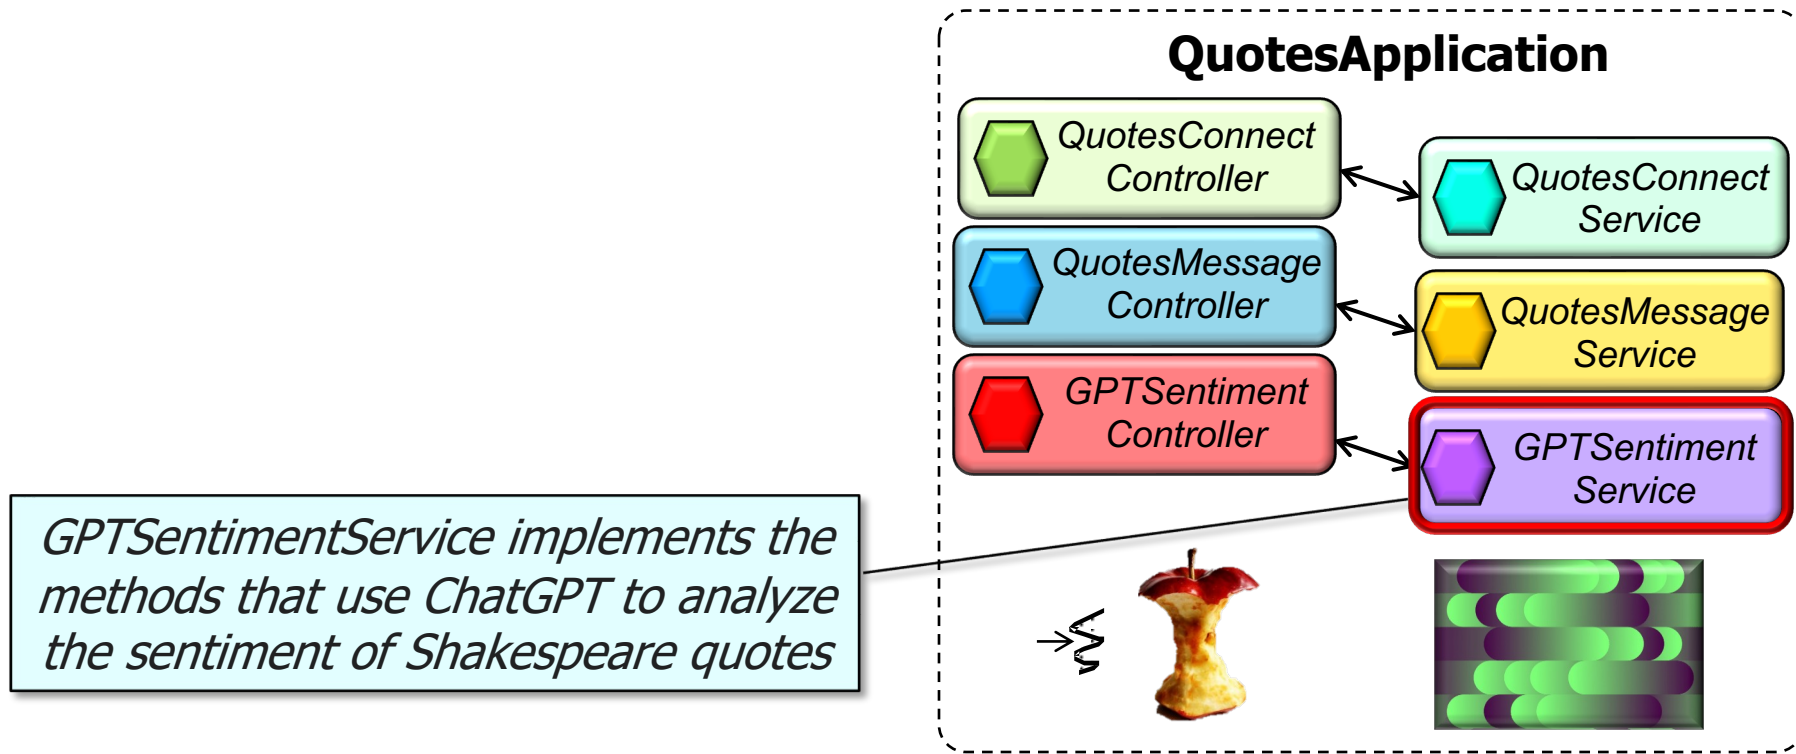 QuotesApplication
QuotesConnect
Controller
QuotesConnect
Service
QuotesMessage
Controller
QuotesMessage
Service
GPTSentiment
Controller
GPTSentiment
Service
GPTSentimentService implements the
methods that use ChatGPT to analyze
the sentiment of Shakespeare quotes